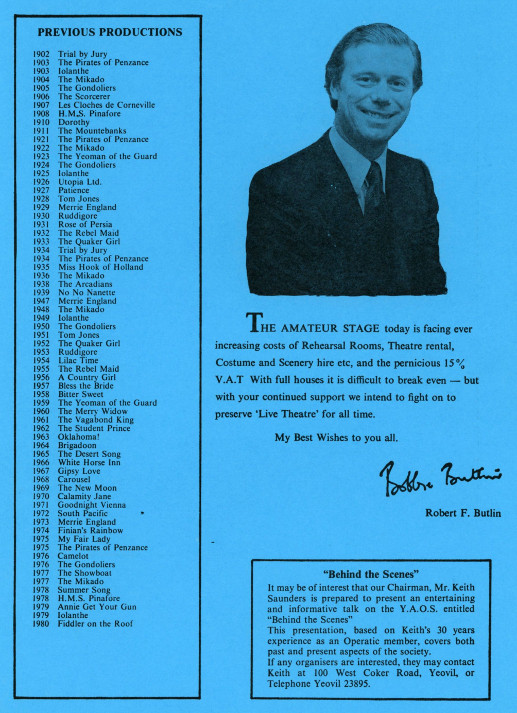 PREVIOUS PRODUCTIONS
1902 Trial by Jury
1903 The Pirates of Penzance
1903 Iolanthe
1904 The Mikado
1905 The Gondoliers
1906 The Scorcerer
1907 Les Cloches de Corneville
1908 H.M.S. Pinafore
1910 Dorothy
1911 The Mountebanks
1921 The Pirates of Penzance
1922 The Mikado
1923 The Yeoman of the Guard
1924 The Gondoliers
1925 Iolanthe
1926 Utopia Ltd.
1927 Patience
1928 Tom Jones
1929 Merrie England
1930 Ruddigore
1931 Rose of Persia
1932 The Rebel Maid
1933 The Quaker Girl
1934 Trial by Jury
1934 The Pirates of Penzance
1935 Miss Hook of Holland
1936 The Mikado
1938 The Arcadians
1939 No No Nanette
1947 Merrie England
1948 The Mikado
1949 Iolanthe
1950 The Gondoliers
1951 Tom Jones
1952 The Quaker Girl
1953 Ruddigore
1954 Lilac Time
1955 The Rebel Maid
1956 A Country Girl
1957 Bless the Bride
1958 Bitter Sweet
1959 The Yeoman of the Guard
1960 The Merry Widow
1961 The Vagabond King
1962 The Student Prince
1963 Oklahoma!
1964 Brigadoon
1965 The Desert Song
1966 White Horse Inn
1967 Gipsy Love
1968 Carousel
1969 The New Moon
1970 Calamity Jane
1971 Goodnight Vienna
1972 South Pacific
1973 Merrie England
1974 Finian's Rainbow
1975 My Fair Lady
1975 The Pirates of Penzance
1976 Camelot
1976 The Gondoliers
1977 The Showboat
1977 The Mikado
1978 Summer Song
1978 H.M.S. Pinafore
1979 Annie Get Your Gun
1979 Iolanthe
1980 Fiddler on the Roof
THE AMATEUR STAGE today is facing ever
increasing costs of Rehearsal Rooms, Theatre rental,
Costume and Scenery hire etc, and the pernicious 15%
V.A.T With full houses it is difficult to break even — but
with your continued support we intend to fight on to
preserve 'Live Theatre' for all time.
My Best Wishes to you all.
Robert F. Butlin
"Behind the Scenes"
It may be of interest that our Chairman, Mr. Keith
Saunders is prepared to present an entertaining
and informative talk on the Y.A.O.S. entitled
"Behind the Scenes"
This presentation, based on Keith's 30 years
experience as an Operatic member, covers both
past and present aspects of the society.
If any organisers are interested, they may contact
Keith at 100 West Coker Road, Yeovil, or
Telephone Yeovil 23895.